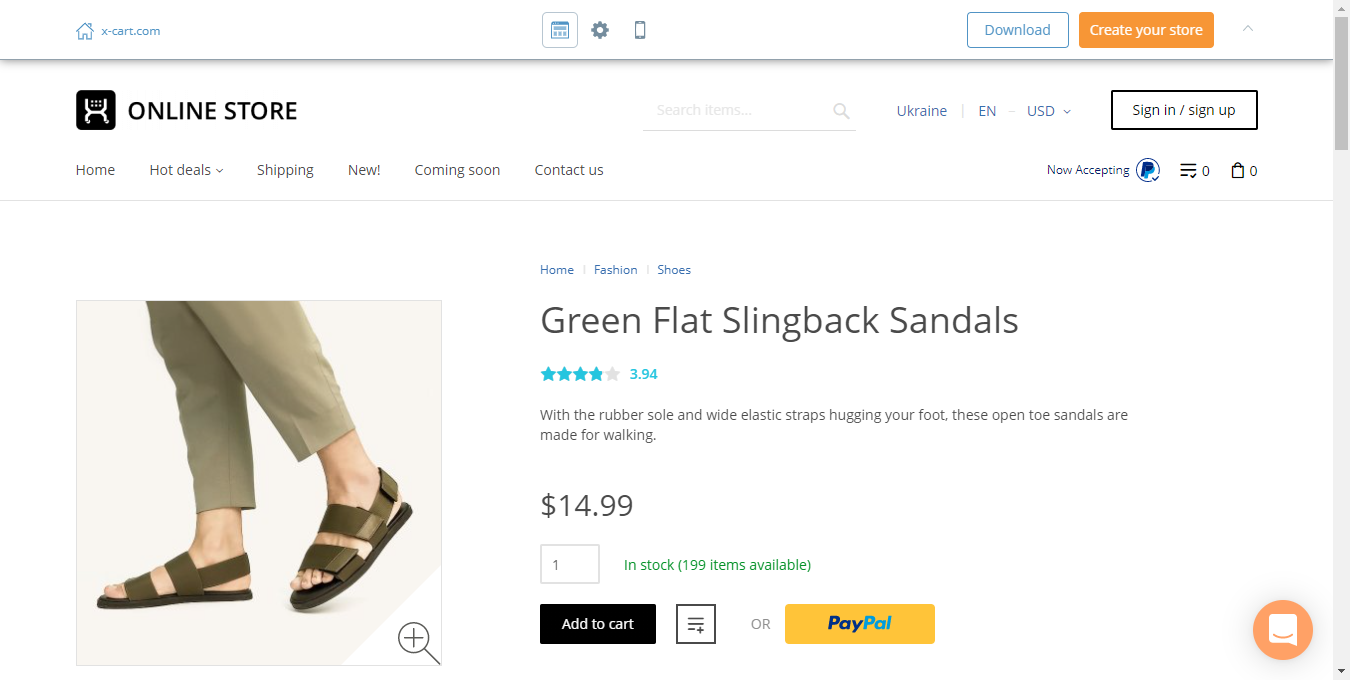 x-cart.com
Download
Create your store
ONLINE STORE
Search items...
Ukraine
EN
USD
Sign in / sign up
Home
Hot deals
Shipping
New!
Coming soon
Contact us
Now Accepting
0
0
Home
Fashion
Shoes
Green Flat Slingback Sandals
3.94
With the rubber sole and wide elastic straps hugging your foot, these open toe sandals are
made for walking.
$14.99
1
In stock (199 items available)
Add to cart
OR
PayPal